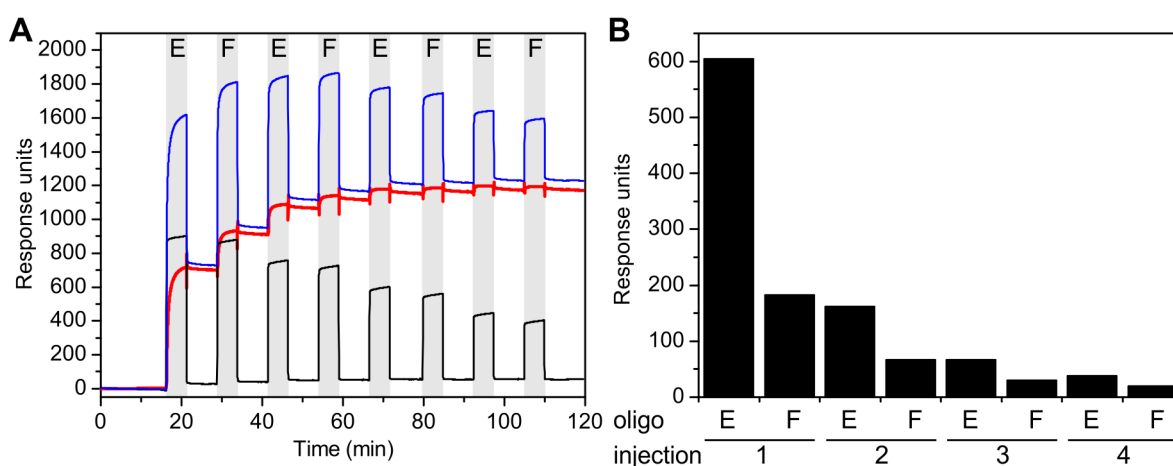 A
E F E F E F E F
2000
1800
1600
1400
1200
1000
800
600
400
200
0
Response units
0 20 40 60 80 100 120
Time (min)
B
600
500
400
300
200
100
0
Response units
oligo E F E F E F E F
injection 1 2 3 4